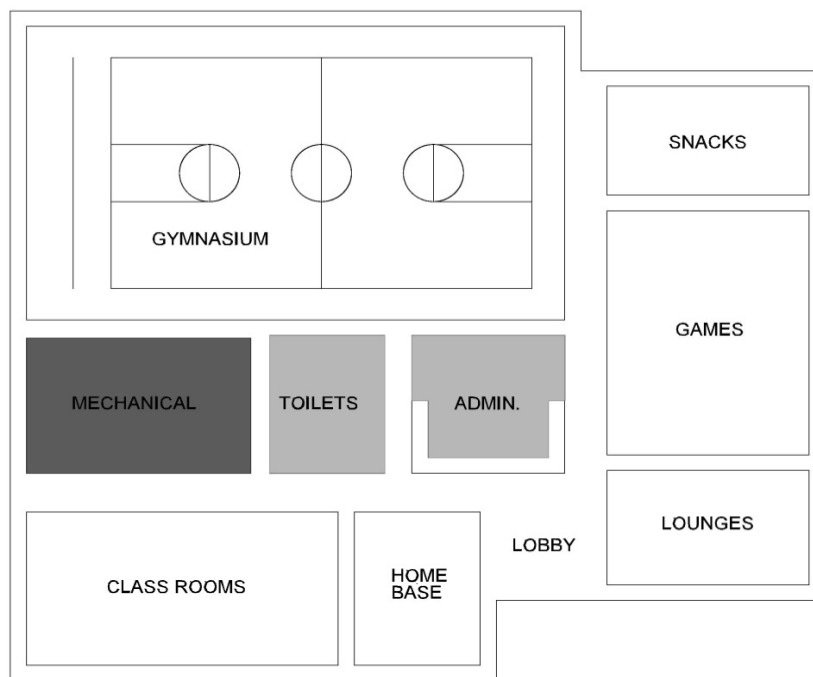 SNACKS
GYMNASIUM
GAMES
MECHANICAL
TOILETS
ADMIN.
LOUNGES
LOBBY
CLASS ROOMS
HOME
BASE